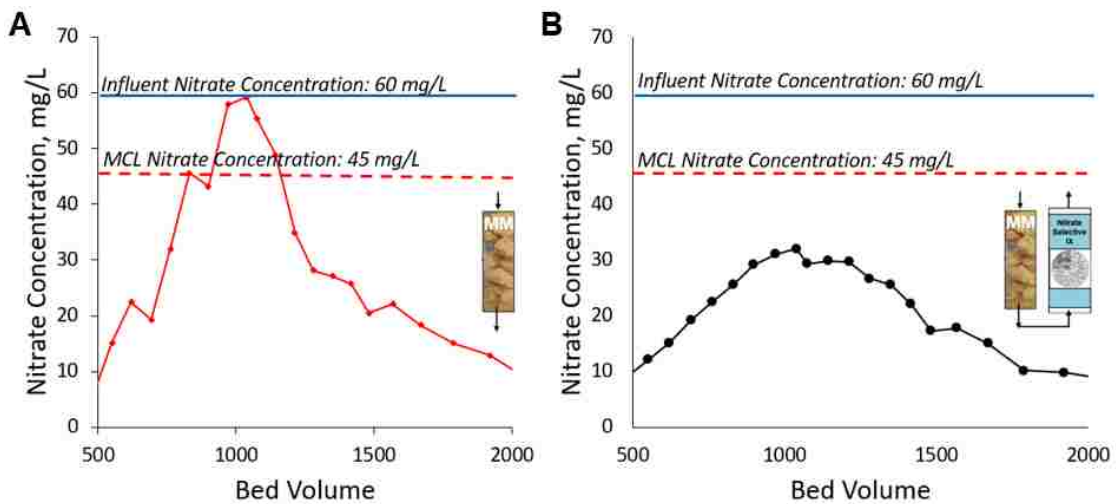 A
Nitrate Concentration, mg/L
70
60
50
40
30
20
10
0
Influent Nitrate Concentration: 60 mg/L
MCL Nitrate Concentration: 45 mg/L
MM
500
1000
1500
2000
Bed Volume
B
Nitrate Concentration, mg/L
70
60
50
40
30
20
10
0
Influent Nitrate Concentration: 60 mg/L
MCL Nitrate Concentration: 45 mg/L
MM
Nitrate
Selective
IX
500
1000
1500
2000
Bed Volume